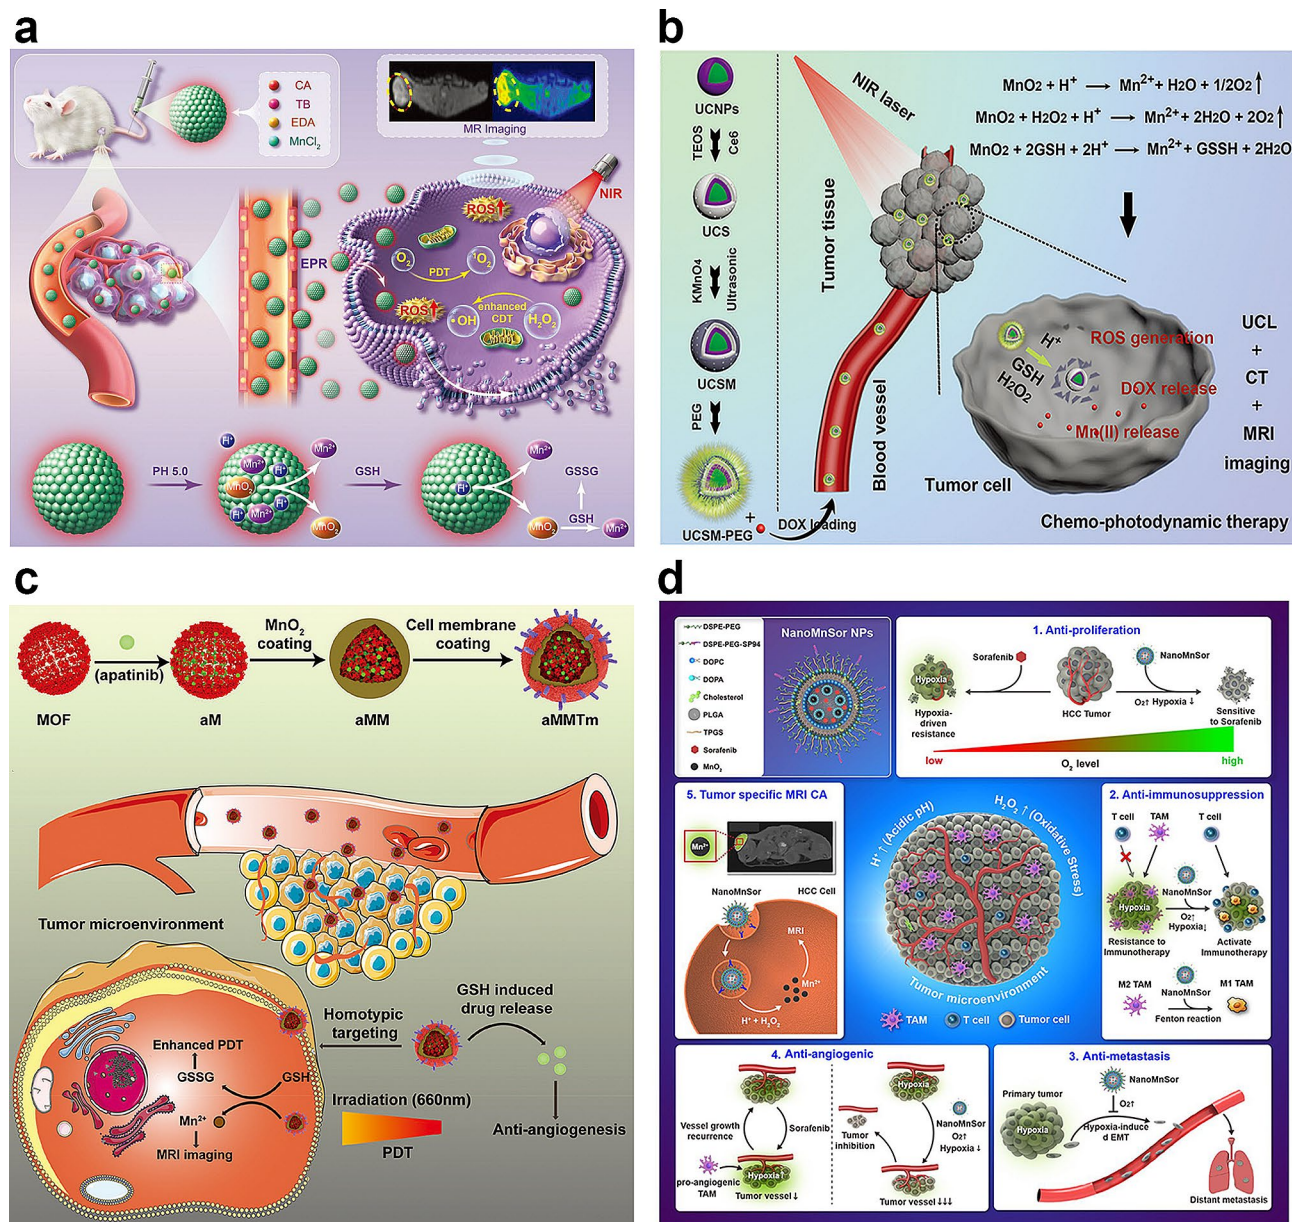 a
CA
TB
EDA
MnCl2
MR Imaging
NIR
ROS↑
EPR
O2
PDT
1O2
ROS↑
•OH
enhanced
CDT
H2O2
H+
Mn2+
H+
MnO2
H+
H+
Mn2+
PH 5.0
Mn2+
MnO2
GSH
H+
Mn2+
GSSG
GSH
MnO2
Mn2+
b
UCNPs
TEOS
Ce6
UCS
KMnO4
Ultrasonic
UCSM
PEG
UCSM-PEG
+
DOX loading
NIR laser
Tumor tissue
Blood vessel
MnO2 + H+ → Mn2+ + H2O + 1/2O2↑
MnO2 + H2O2 + H+ → Mn2+ + 2H2O + 2O2↑
MnO2 + 2GSH + 2H+ → Mn2+ + GSSH + 2H2O
H+
GSH
H2O2
ROS generation
DOX release
Mn(II) release
Tumor cell
UCL
+
CT
+
MRI
imaging
Chemo-photodynamic therapy
c
MOF
(apatinib)
aM
MnO2
coating
aMM
Cell membrane
coating
aMMTm
Tumor microenvironment
Homotypic
targeting
GSH induced
drug release
Enhanced PDT
GSSG
GSH
Mn2+
MRI imaging
Irradiation (660nm)
PDT
Anti-angiogenesis
d
DSPE-PEG
DSPE-PEG-SP94
DOPC
DOPA
Cholesterol
PLGA
TPGS
Sorafenib
MnO2
NanoMnSor NPs
1. Anti-proliferation
Sorafenib
NanoMnSor
Hypoxia
O2↑ Hypoxia ↓
Hypoxia-
driven
resistance
HCC Tumor
Sensitive
to Sorafenib
low
O2 level
high
5. Tumor specific MRI CA
Mn2+
NanoMnSor
HCC Cell
MRI
Mn2+
H+ + H2O2
H+ ↑ (Acidic pH)
H2O2 ↑ (Oxidative Stress)
Tumor microenvironment
TAM
T cell
Tumor cell
2. Anti-immunosuppression
T cell
TAM
T cell
NanoMnSor
Hypoxia
O2↑
Hypoxia↓
Resistance to
Immunotherapy
Activate
Immunotherapy
M2 TAM
NanoMnSor
M1 TAM
Fenton reaction
4. Anti-angiogenic
Vessel growth
recurrence
Sorafenib
pro-angiogenic
TAM
Hypoxia↑
Tumor vessel ↓
Hypoxia
Tumor
inhibition
NanoMnSor
O2↑
Hypoxia ↓
Tumor vessel ↓↓↓
3. Anti-metastasis
NanoMnSor
Primary tumor
O2↑
Hypoxia
Hypoxia-induce
d EMT
Distant metastasis